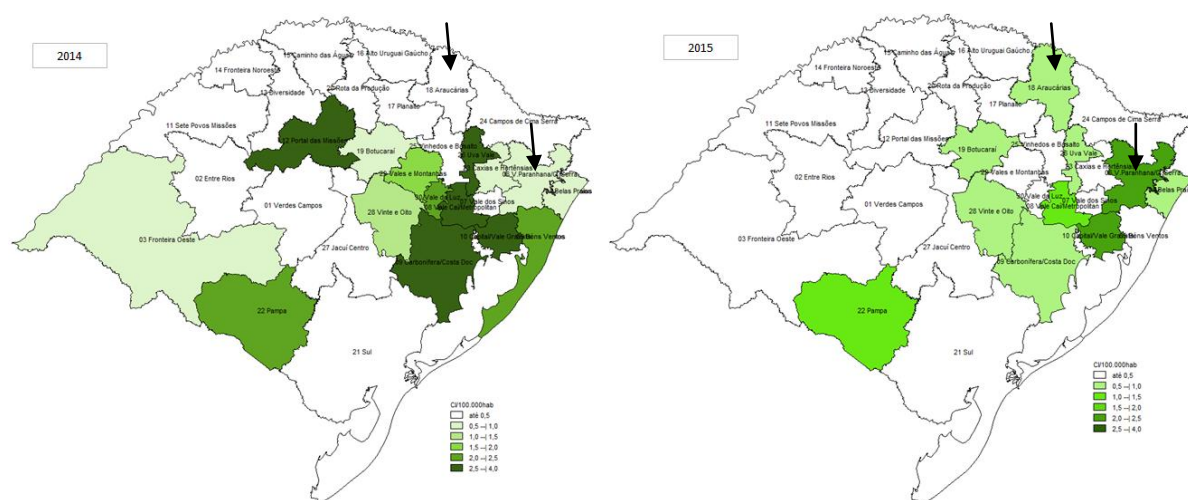 2014
15 Caminho das Águas
16 Alto Uruguai Gaúcho
14 Fronteira Noroeste
13 Diversidade
20 Rota da Produção
18 Araucárias
17 Planalto
24 Campos de Cima Serra
11 Sete Povos Missões
12 Portal das Missões
25 Vinhedos e Basalto
19 Botucaraí
26 Uva Vale
23 Caxias e Hortênsias
06 V.Paranhana/C.Serra
02 Entre Rios
29 Vales e Montanhas
Belas Praias
01 Verdes Campos
30 Vale da Luz
07 Vale dos Sinos
28 Vinte e Oito
08 Vale Caí/Metropolitan
03 Fronteira Oeste
27 Jacuí Centro
10 Capital/Vale Gravataí
Bons Ventos
09 Carbonífera/Costa Doc
22 Pampa
21 Sul
CI/100.000hab
até 0,5
0,5 --| 1,0
1,0 --| 1,5
1,5 --| 2,0
2,0 --| 2,5
2,5 --| 4,0
2015
15 Caminho das Águas
16 Alto Uruguai Gaúcho
14 Fronteira Noroeste
13 Diversidade
20 Rota da Produção
18 Araucárias
17 Planalto
24 Campos de Cima Serra
11 Sete Povos Missões
12 Portal das Missões
25 Vinhedos e Basalto
19 Botucaraí
26 Uva Vale
23 Caxias e Hortênsias
06 V.Paranhana/C.Serra
02 Entre Rios
29 Vales e Montanhas
Belas Praias
01 Verdes Campos
30 Vale da Luz
07 Vale dos Sinos
28 Vinte e Oito
08 Vale Caí/Metropolitan
03 Fronteira Oeste
27 Jacuí Centro
10 Capital/Vale Gravataí
Bons Ventos
09 Carbonífera/Costa Doc
22 Pampa
21 Sul
CI/100.000hab
até 0,5
0,5 --| 1,0
1,0 --| 1,5
1,5 --| 2,0
2,0 --| 2,5
2,5 --| 4,0